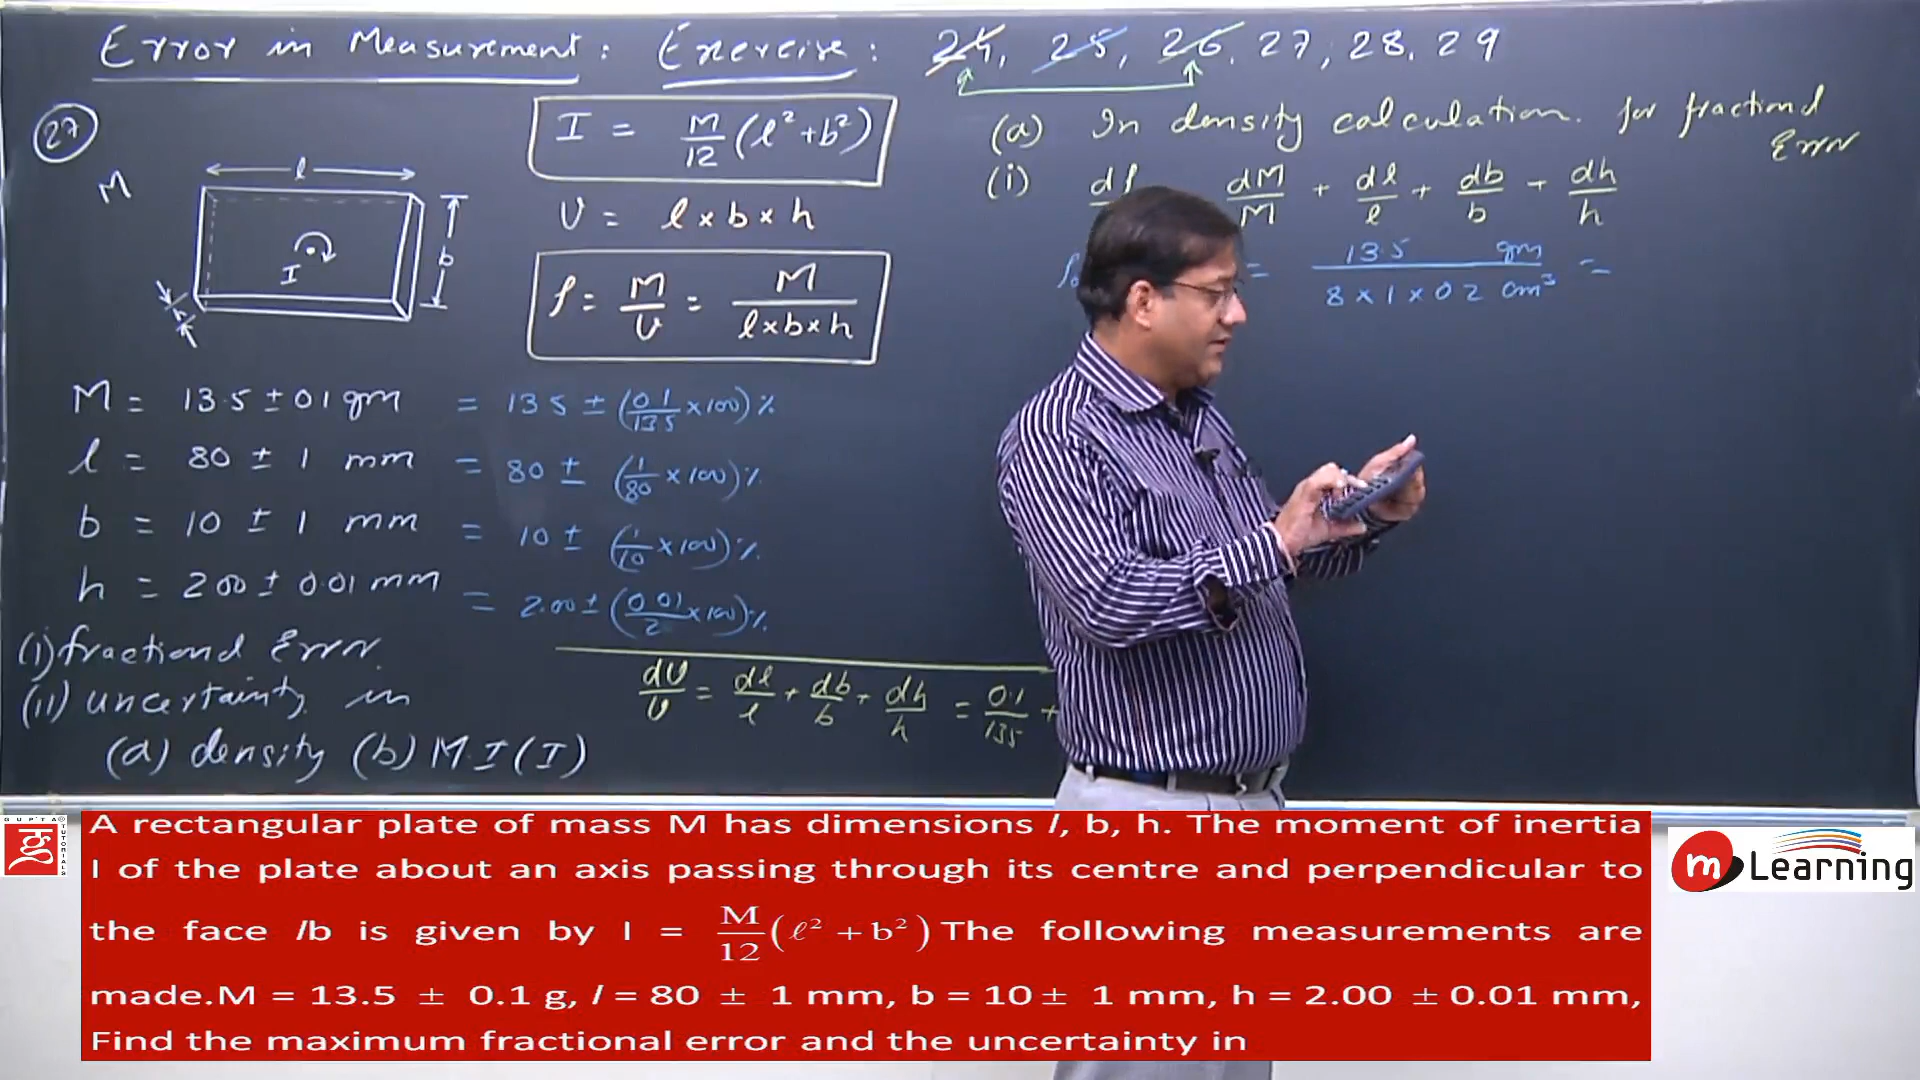 Error in Measurement : Exercise : 24, 25, 26, 27, 28, 29
27
M
l
b
h
I
I = M/12 (l² + b²)
V = l × b × h
ρ = M/V = M/(l×b×h)
(a) In density calculation. for fractional Error
(i) dρ dM/M + dl/l + db/b + dh/h
= 13.5 gm / 8 × 1 × 0.2 cm³ =
M = 13.5 ± 0.1 gm = 13.5 ± (0.1/13.5 × 100) %
l = 80 ± 1 mm = 80 ± (1/80 × 100) %
b = 10 ± 1 mm = 10 ± (1/10 × 100) %
h = 2.00 ± 0.01 mm = 2.00 ± (0.01/2 × 100) %
(i) fractional Error.
(ii) uncertainty in
(a) density (b) M.I (I)
dV/V = dl/l + db/b + dh/h = 0.1/13.5 +
GUPTA TUTORIALS
A rectangular plate of mass M has dimensions l, b, h. The moment of inertia
I of the plate about an axis passing through its centre and perpendicular to
the face lb is given by I = M/12 (ℓ² + b²) The following measurements are
made.M = 13.5 ± 0.1 g, l = 80 ± 1 mm, b = 10± 1 mm, h = 2.00 ±0.01 mm,
Find the maximum fractional error and the uncertainty in
m Learning